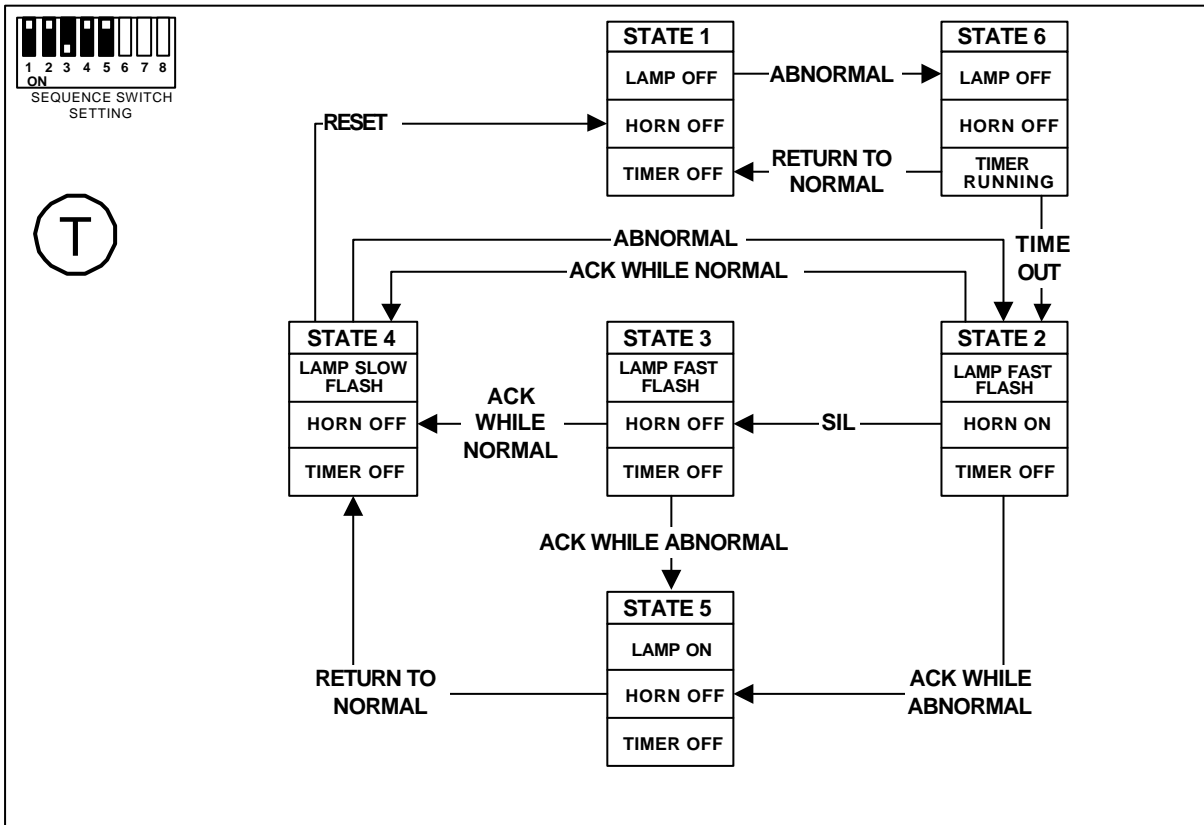 1 2 3 4 5 6 7 8
ON
SEQUENCE SWITCH
SETTING
T
STATE 1
LAMP OFF
HORN OFF
TIMER OFF
ABNORMAL
RETURN TO
NORMAL
STATE 6
LAMP OFF
HORN OFF
TIMER
RUNNING
RESET
ABNORMAL
ACK WHILE NORMAL
TIME
OUT
STATE 4
LAMP SLOW
FLASH
HORN OFF
TIMER OFF
ACK
WHILE
NORMAL
STATE 3
LAMP FAST
FLASH
HORN OFF
TIMER OFF
SIL
STATE 2
LAMP FAST
FLASH
HORN ON
TIMER OFF
ACK WHILE ABNORMAL
STATE 5
LAMP ON
HORN OFF
TIMER OFF
RETURN TO
NORMAL
ACK WHILE
ABNORMAL